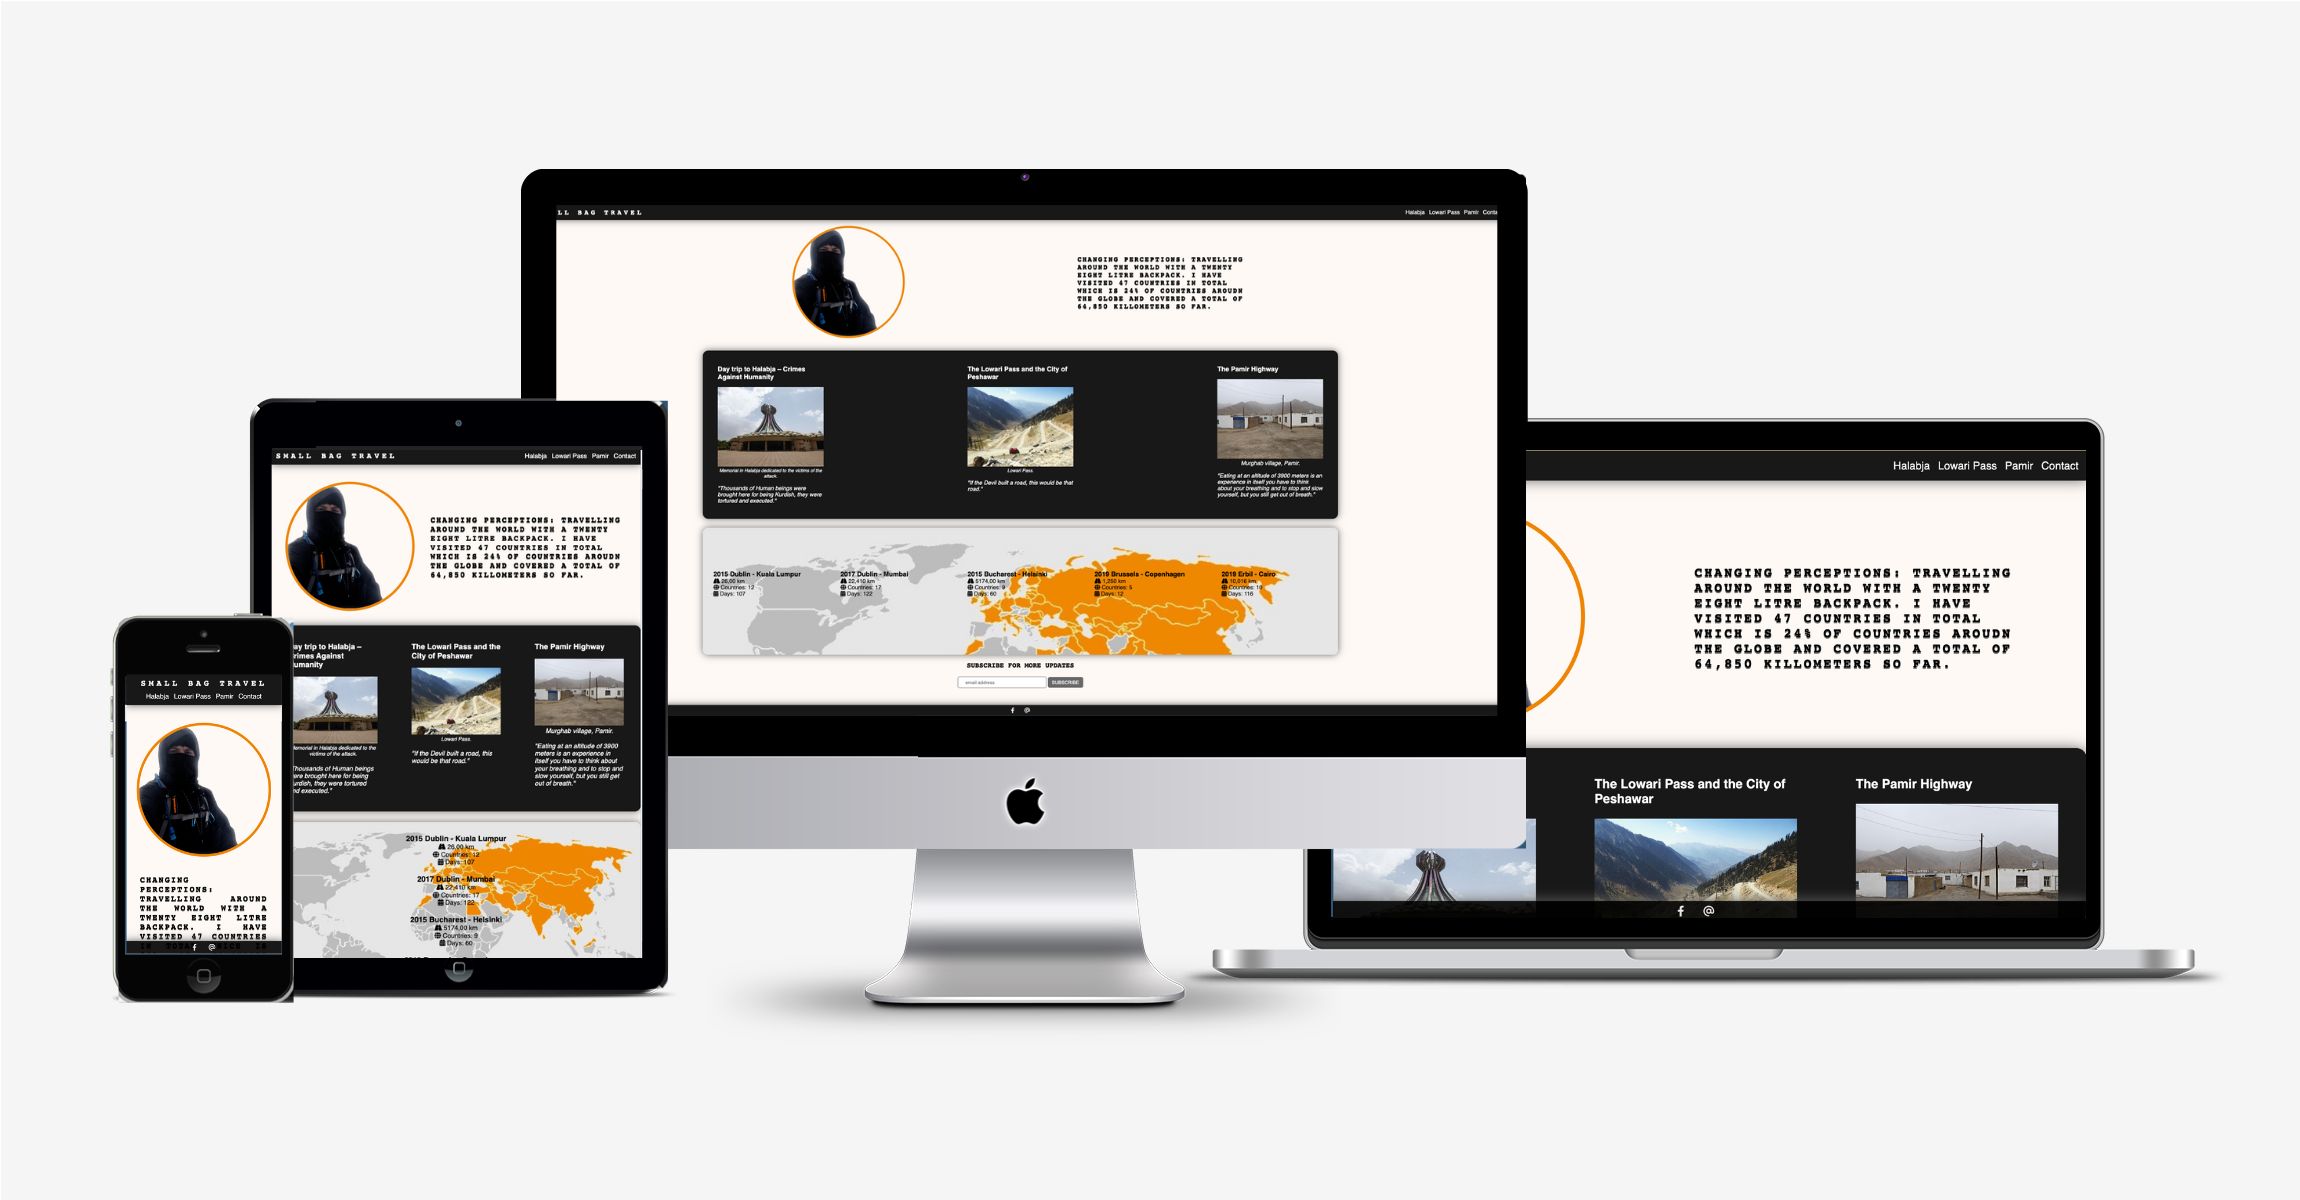 LL BAG TRAVEL
Halabja Lowari Pass Pamir Conta
CHANGING PERCEPTIONS: TRAVELLING
AROUND THE WORLD WITH A TWENTY
EIGHT LITRE BACKPACK. I HAVE
VISITED 47 COUNTRIES IN TOTAL
WHICH IS 24% OF COUNTRIES AROUDN
THE GLOBE AND COVERED A TOTAL OF
64,850 KILLOMETERS SO FAR.
Day trip to Halabja – Crimes
Against Humanity
Memorial in Halabja dedicated to the victims of the
attack.
"Thousands of Human beings were
brought here for being Kurdish, they were
tortured and executed."
The Lowari Pass and the City of
Peshawar
Lowari Pass.
"If the Devil built a road, this would be that
road."
The Pamir Highway
Murghab village, Pamir.
"Eating at an altitude of 3900 meters is an
experience in itself you have to think
about your breathing and to stop and slow
yourself, but you still get out of breath."
2015 Dublin - Kuala Lumpur
26,00 km
Countries: 12
Days: 107
2017 Dublin - Mumbai
22,410 km
Countries: 17
Days: 122
2015 Bucharest - Helsinki
5174,00 km
Countries: 9
Days: 60
2019 Brussels - Copenhagen
1,250 km
Countries: 5
Days: 12
2019 Erbil - Cairo
10,016 km
Countries: 10
Days: 116
SUBSCRIBE FOR MORE UPDATES
email address
SUBSCRIBE
SMALL BAG TRAVEL
Halabja Lowari Pass Pamir Contact
CHANGING PERCEPTIONS: TRAVELLING
AROUND THE WORLD WITH A TWENTY
EIGHT LITRE BACKPACK. I HAVE
VISITED 47 COUNTRIES IN TOTAL
WHICH IS 24% OF COUNTRIES AROUDN
THE GLOBE AND COVERED A TOTAL OF
64,850 KILLOMETERS SO FAR.
ay trip to Halabja –
rimes Against
umanity
emorial in Halabja dedicated to the
victims of the attack.
Thousands of Human beings
ere brought here for being
urdish, they were tortured
nd executed."
The Lowari Pass and the
City of Peshawar
Lowari Pass.
"If the Devil built a road, this
would be that road."
The Pamir Highway
Murghab village, Pamir.
"Eating at an altitude of 3900
meters is an experience in
itself you have to think about
your breathing and to stop and
slow yourself, but you still get
out of breath."
2015 Dublin - Kuala Lumpur
26,00 km
Countries: 12
Days: 107
2017 Dublin - Mumbai
22,410 km
Countries: 17
Days: 122
2015 Bucharest - Helsinki
5174,00 km
Countries: 9
Days: 60
SMALL BAG TRAVEL
Halabja Lowari Pass Pamir Contact
CHANGING
PERCEPTIONS:
TRAVELLING AROUND
THE WORLD WITH A
TWENTY EIGHT LITRE
BACKPACK. I HAVE
VISITED 47 COUNTRIES
Halabja Lowari Pass Pamir Contact
CHANGING PERCEPTIONS: TRAVELLING
AROUND THE WORLD WITH A TWENTY
EIGHT LITRE BACKPACK. I HAVE
VISITED 47 COUNTRIES IN TOTAL
WHICH IS 24% OF COUNTRIES AROUDN
THE GLOBE AND COVERED A TOTAL OF
64,850 KILLOMETERS SO FAR.
The Lowari Pass and the City of
Peshawar
The Pamir Highway